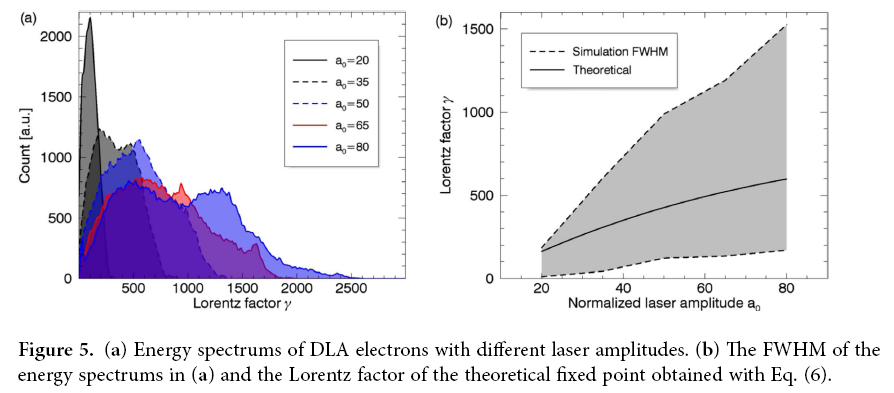 (a)
2000
1500
1000
500
0
Count [a.u.]
500 1000 1500 2000 2500
Lorentz factor γ
a₀=20
a₀=35
a₀=50
a₀=65
a₀=80
(b)
1500
1000
500
0
Lorentz factor γ
20 40 60 80
Normalized laser amplitude a₀
Simulation FWHM
Theoretical
Figure 5. (a) Energy spectrums of DLA electrons with different laser amplitudes. (b) The FWHM of the
energy spectrums in (a) and the Lorentz factor of the theoretical fixed point obtained with Eq. (6).